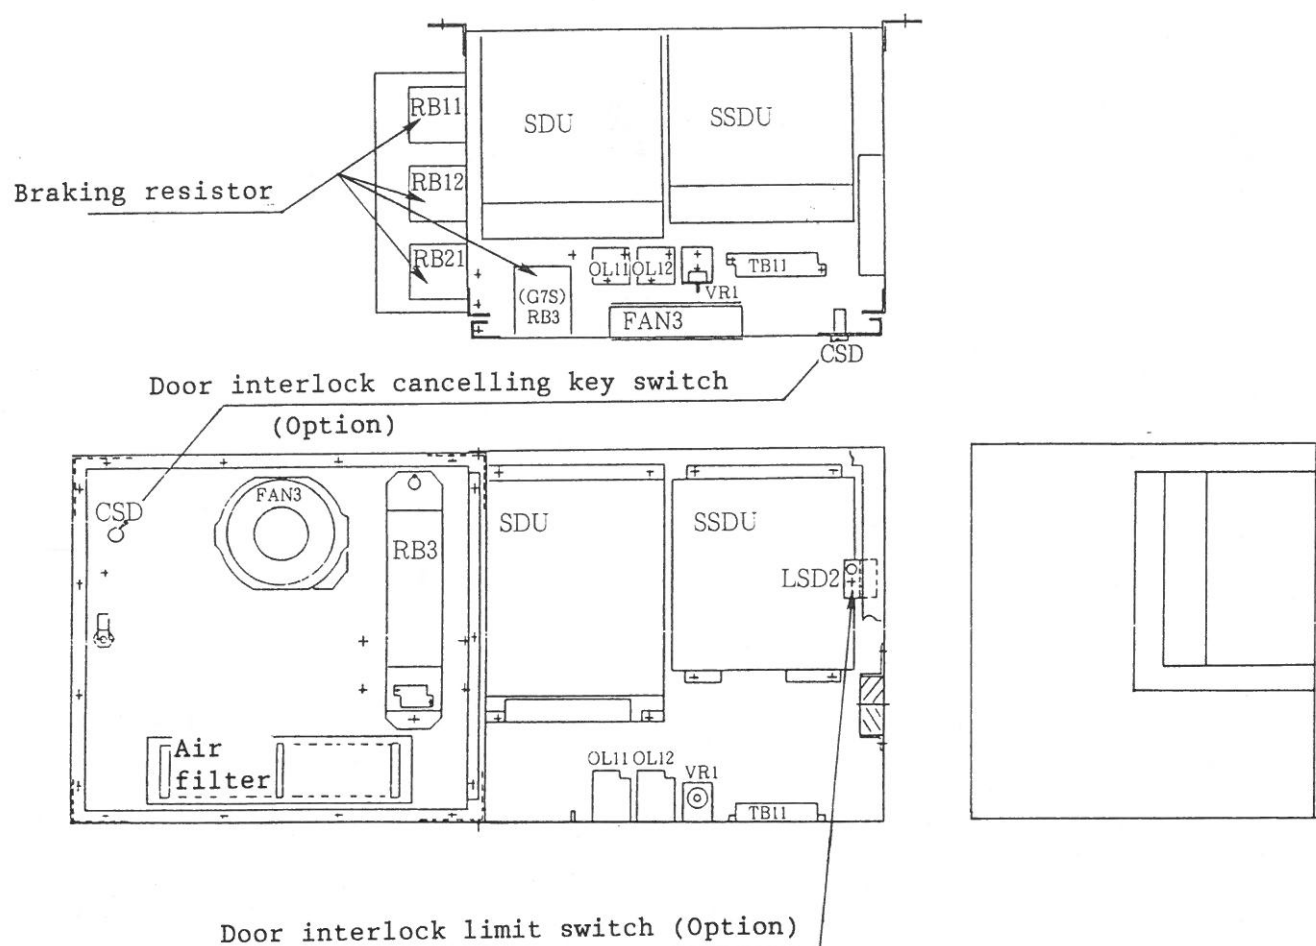 RB11
SDU
SSDU
Braking resistor
RB12
RB21
OL11
OL12
TB11
(G7S)
RB3
VR1
FAN3
CSD
Door interlock cancelling key switch
(Option)
FAN3
CSD
SDU
SSDU
RB3
LSD2
Air
filter
OL11
OL12
VR1
TB11
Door interlock limit switch (Option)